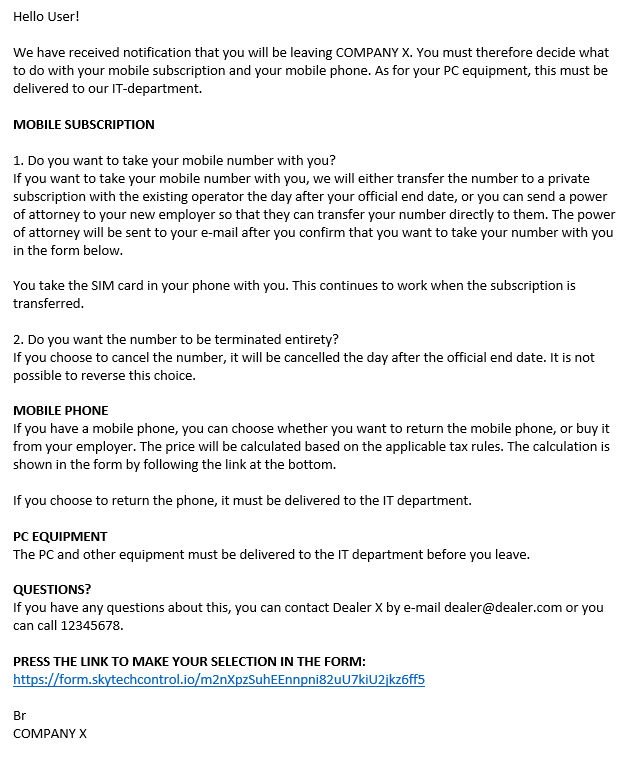 Hello User!
We have received notification that you will be leaving COMPANY X. You must therefore decide what
to do with your mobile subscription and your mobile phone. As for your PC equipment, this must be
delivered to our IT-department.
MOBILE SUBSCRIPTION
1. Do you want to take your mobile number with you?
If you want to take your mobile number with you, we will either transfer the number to a private
subscription with the existing operator the day after your official end date, or you can send a power
of attorney to your new employer so that they can transfer your number directly to them. The power
of attorney will be sent to your e-mail after you confirm that you want to take your number with you
in the form below.
You take the SIM card in your phone with you. This continues to work when the subscription is
transferred.
2. Do you want the number to be terminated entirety?
If you choose to cancel the number, it will be cancelled the day after the official end date. It is not
possible to reverse this choice.
MOBILE PHONE
If you have a mobile phone, you can choose whether you want to return the mobile phone, or buy it
from your employer. The price will be calculated based on the applicable tax rules. The calculation is
shown in the form by following the link at the bottom.
If you choose to return the phone, it must be delivered to the IT department.
PC EQUIPMENT
The PC and other equipment must be delivered to the IT department before you leave.
QUESTIONS?
If you have any questions about this, you can contact Dealer X by e-mail dealer@dealer.com or you
can call 12345678.
PRESS THE LINK TO MAKE YOUR SELECTION IN THE FORM:
https://form.skytechcontrol.io/m2nXpzSuhEEnnpni82uU7kiU2jkz6ff5
Br
COMPANY X